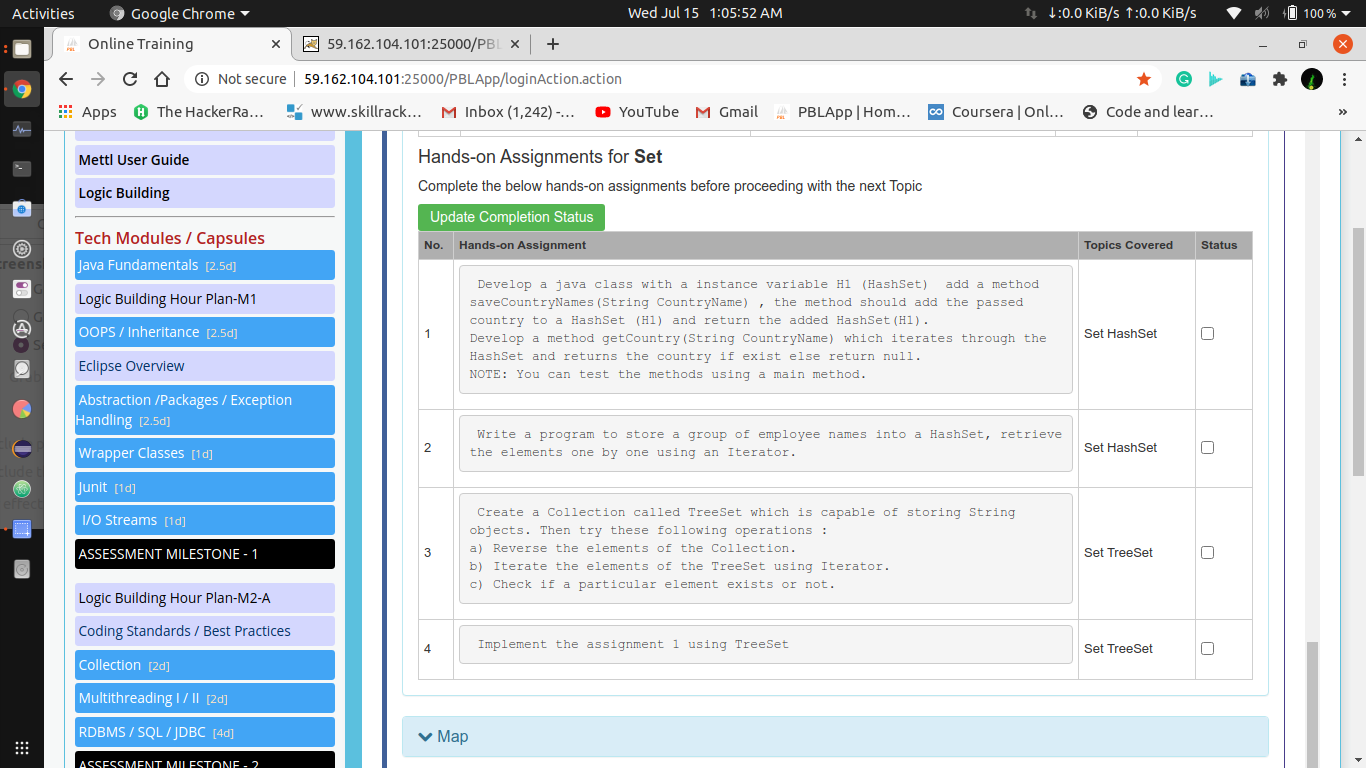 Activities
Google Chrome
Wed Jul 15 1:05:52 AM
↓:0.0 KiB/s ↑:0.0 KiB/s
100 %
Online Training
59.162.104.101:25000/PBL
Not secure
59.162.104.101:25000/PBLApp/loginAction.action
Apps
The HackerRa...
www.skillrack...
Inbox (1,242) -...
YouTube
Gmail
PBLApp | Hom...
Coursera | Onl...
Code and lear...
»
Mettl User Guide
Logic Building
Tech Modules / Capsules
Java Fundamentals [2.5d]
Logic Building Hour Plan-M1
OOPS / Inheritance [2.5d]
Eclipse Overview
Abstraction /Packages / Exception
Handling [2.5d]
Wrapper Classes [1d]
Junit [1d]
I/O Streams [1d]
ASSESSMENT MILESTONE - 1
Logic Building Hour Plan-M2-A
Coding Standards / Best Practices
Collection [2d]
Multithreading I / II [2d]
RDBMS / SQL / JDBC [4d]
ASSESSMENT MILESTONE - 2
Hands-on Assignments for Set
Complete the below hands-on assignments before proceeding with the next Topic
Update Completion Status
No. Hands-on Assignment Topics Covered Status
1
Develop a java class with a instance variable H1 (HashSet) add a method
saveCountryNames(String CountryName) , the method should add the passed
country to a HashSet (H1) and return the added HashSet(H1).
Develop a method getCountry(String CountryName) which iterates through the
HashSet and returns the country if exist else return null.
NOTE: You can test the methods using a main method.
Set HashSet
2
Write a program to store a group of employee names into a HashSet, retrieve
the elements one by one using an Iterator.
Set HashSet
3
Create a Collection called TreeSet which is capable of storing String
objects. Then try these following operations :
a) Reverse the elements of the Collection.
b) Iterate the elements of the TreeSet using Iterator.
c) Check if a particular element exists or not.
Set TreeSet
4
Implement the assignment 1 using TreeSet
Set TreeSet
Map